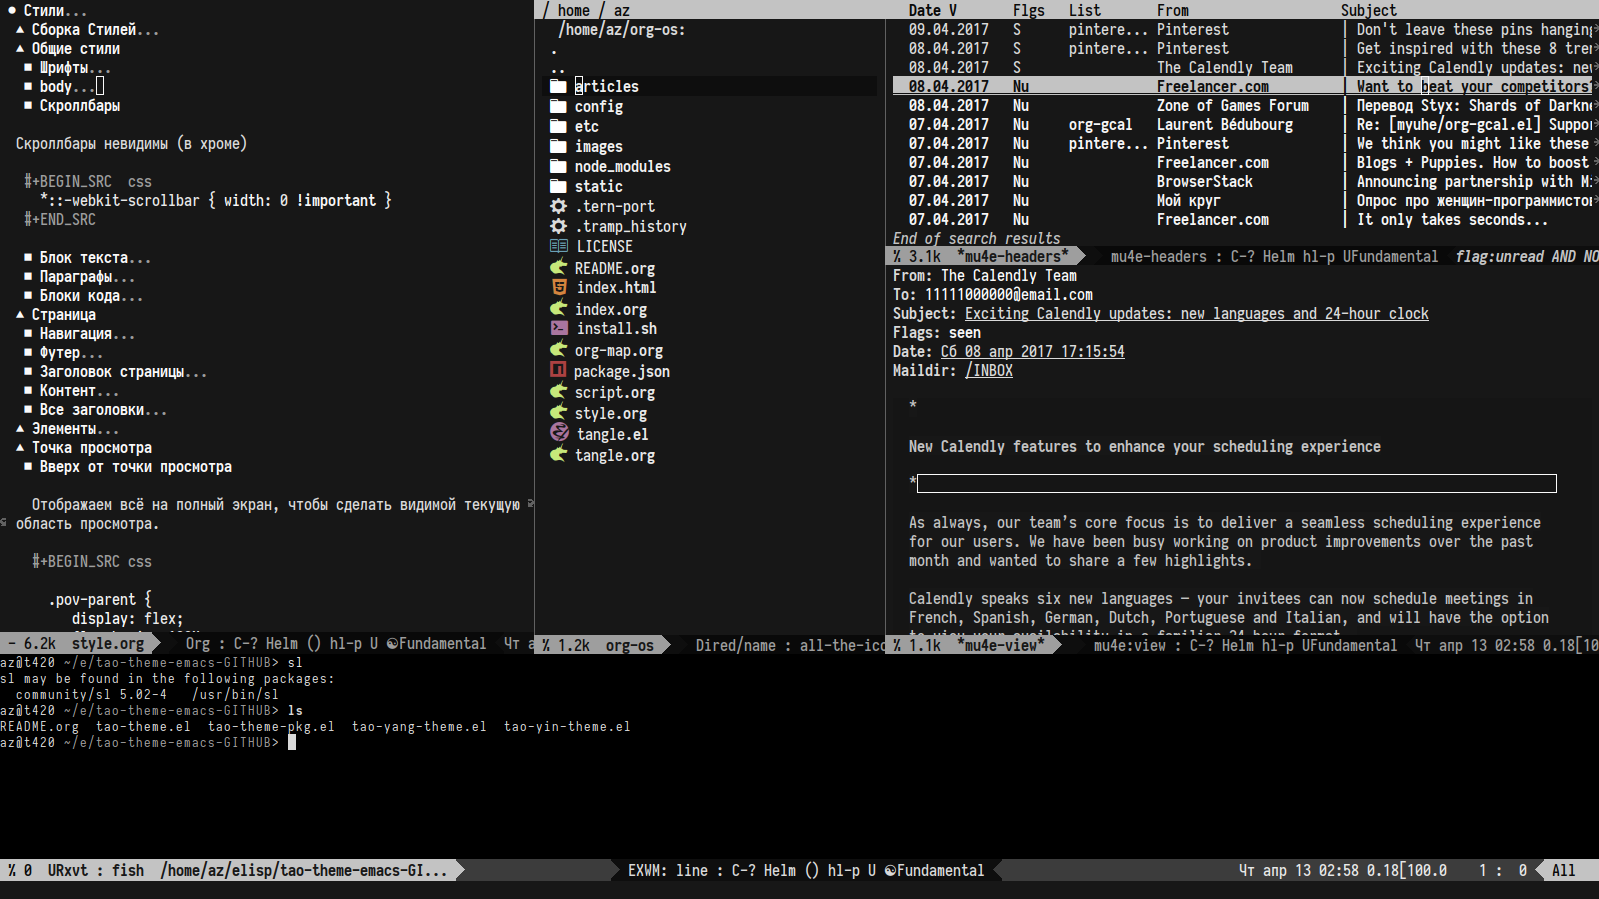 ● Стили...
▲ Сборка Стилей...
▲ Общие стили
■ Шрифты...
■ body...
■ Скроллбары
Скроллбары невидимы (в хроме)
#+BEGIN_SRC  css
*::-webkit-scrollbar { width: 0 !important }
#+END_SRC
■ Блок текста...
■ Параграфы...
■ Блоки кода...
▲ Страница
■ Навигация...
■ Футер...
■ Заголовок страницы...
■ Контент...
■ Все заголовки...
▲ Элементы...
▲ Точка просмотра
■ Вверх от точки просмотра
Отображаем всё на полный экран, чтобы сделать видимой текущую
область просмотра.
#+BEGIN_SRC css
.pov-parent {
display: flex;
- 6.2k  style.org  Org : C-? Helm () hl-p U ☯Fundamental  Чт а
/ home / az
/home/az/org-os:
.
..
articles
config
etc
images
node_modules
static
.tern-port
.tramp_history
LICENSE
README.org
index.html
index.org
install.sh
org-map.org
package.json
script.org
style.org
tangle.el
tangle.org
% 1.2k  org-os  Dired/name : all-the-ico
Date V  Flgs  List  From  Subject
09.04.2017  S  pintere...  Pinterest  | Don't leave these pins hanging
08.04.2017  S  pintere...  Pinterest  | Get inspired with these 8 tre
08.04.2017  S  The Calendly Team  | Exciting Calendly updates: ne
08.04.2017  Nu  Freelancer.com  | Want to beat your competitors
08.04.2017  Nu  Zone of Games Forum  | Перевод Styx: Shards of Darkn
07.04.2017  Nu  org-gcal  Laurent Bédubourg  | Re: [myuhe/org-gcal.el] Suppo
07.04.2017  Nu  pintere...  Pinterest  | We think you might like these
07.04.2017  Nu  Freelancer.com  | Blogs + Puppies. How to boost
07.04.2017  Nu  BrowserStack  | Announcing partnership with M
07.04.2017  Nu  Мой круг  | Опрос про женщин-программисто
07.04.2017  Nu  Freelancer.com  | It only takes seconds...
End of search results
% 3.1k  *mu4e-headers*  mu4e-headers : C-? Helm hl-p UFundamental  flag:unread AND NO
From: The Calendly Team
To: 11111000000@email.com
Subject: Exciting Calendly updates: new languages and 24-hour clock
Flags: seen
Date: Сб 08 апр 2017 17:15:54
Maildir: /INBOX
*
New Calendly features to enhance your scheduling experience
*
As always, our team’s core focus is to deliver a seamless scheduling experience
for our users. We have been busy working on product improvements over the past
month and wanted to share a few highlights.
Calendly speaks six new languages — your invitees can now schedule meetings in
French, Spanish, German, Dutch, Portuguese and Italian, and will have the option
to view your availability in a familiar 24-hour format
% 1.1k  *mu4e-view*  mu4e:view : C-? Helm hl-p UFundamental  Чт апр 13 02:58 0.18[10
az@t420 ~/e/tao-theme-emacs-GITHUB> sl
sl may be found in the following packages:
community/sl 5.02-4   /usr/bin/sl
az@t420 ~/e/tao-theme-emacs-GITHUB> ls
README.org  tao-theme.el  tao-theme-pkg.el  tao-yang-theme.el  tao-yin-theme.el
az@t420 ~/e/tao-theme-emacs-GITHUB>
% 0  URxvt : fish  /home/az/elisp/tao-theme-emacs-GI...  EXWM: line : C-? Helm () hl-p U ☯Fundamental  Чт апр 13 02:58 0.18[100.0  1 :  0  All